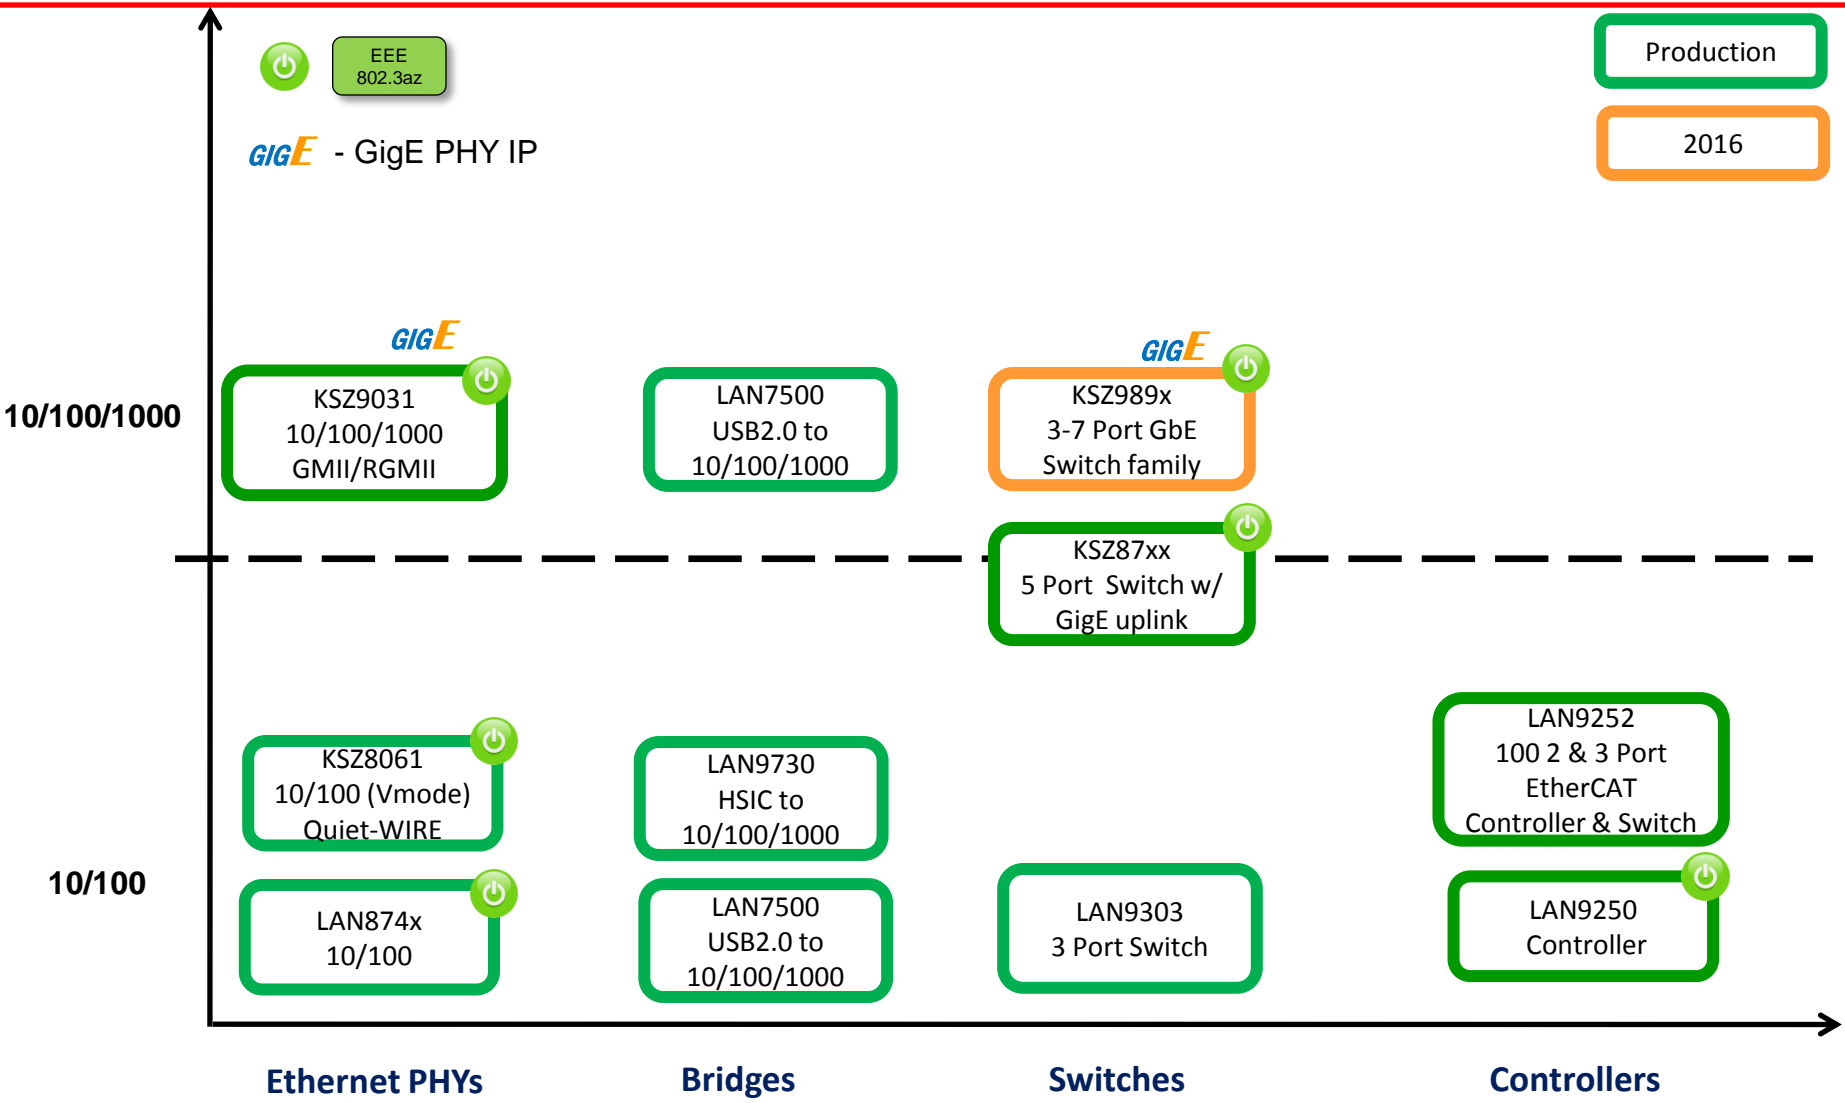 EEE
802.3az
GIGE - GigE PHY IP
Production
2016
10/100/1000
GIGE
KSZ9031
10/100/1000
GMII/RGMII
LAN7500
USB2.0 to
10/100/1000
GIGE
KSZ989x
3-7 Port GbE
Switch family
KSZ87xx
5 Port Switch w/
GigE uplink
10/100
KSZ8061
10/100 (Vmode)
Quiet-WIRE
LAN9730
HSIC to
10/100/1000
LAN9252
100 2 & 3 Port
EtherCAT
Controller & Switch
LAN874x
10/100
LAN7500
USB2.0 to
10/100/1000
LAN9303
3 Port Switch
LAN9250
Controller
Ethernet PHYs
Bridges
Switches
Controllers